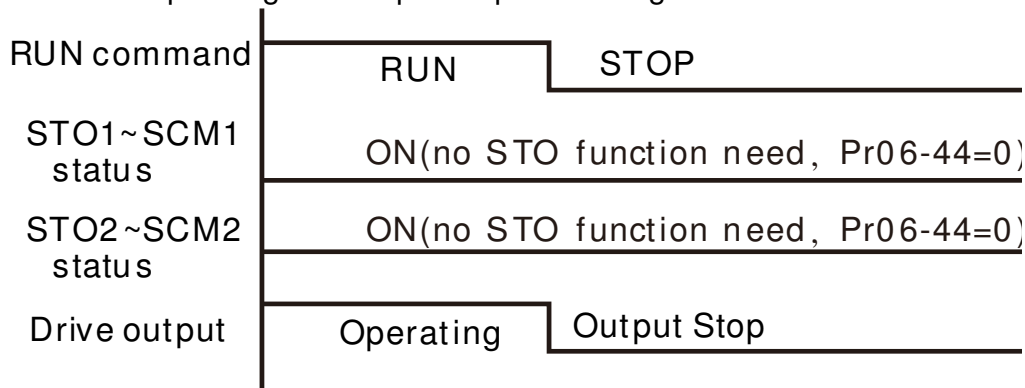 RUN command
RUN
STOP
STO1~SCM1
status
ON(no STO function need, Pr06-44=0)
STO2~SCM2
status
ON(no STO function need, Pr06-44=0)
Drive output
Operating
Output Stop